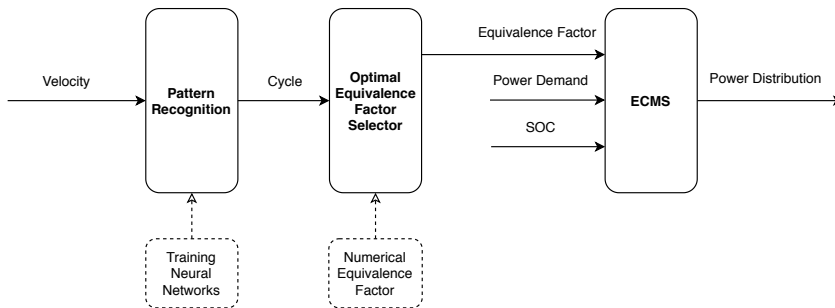 Velocity
Pattern
Recognition
Cycle
Optimal
Equivalence
Factor
Selector
Equivalence Factor
Power Demand
SOC
ECMS
Power Distribution
Training
Neural
Networks
Numerical
Equivalence
Factor